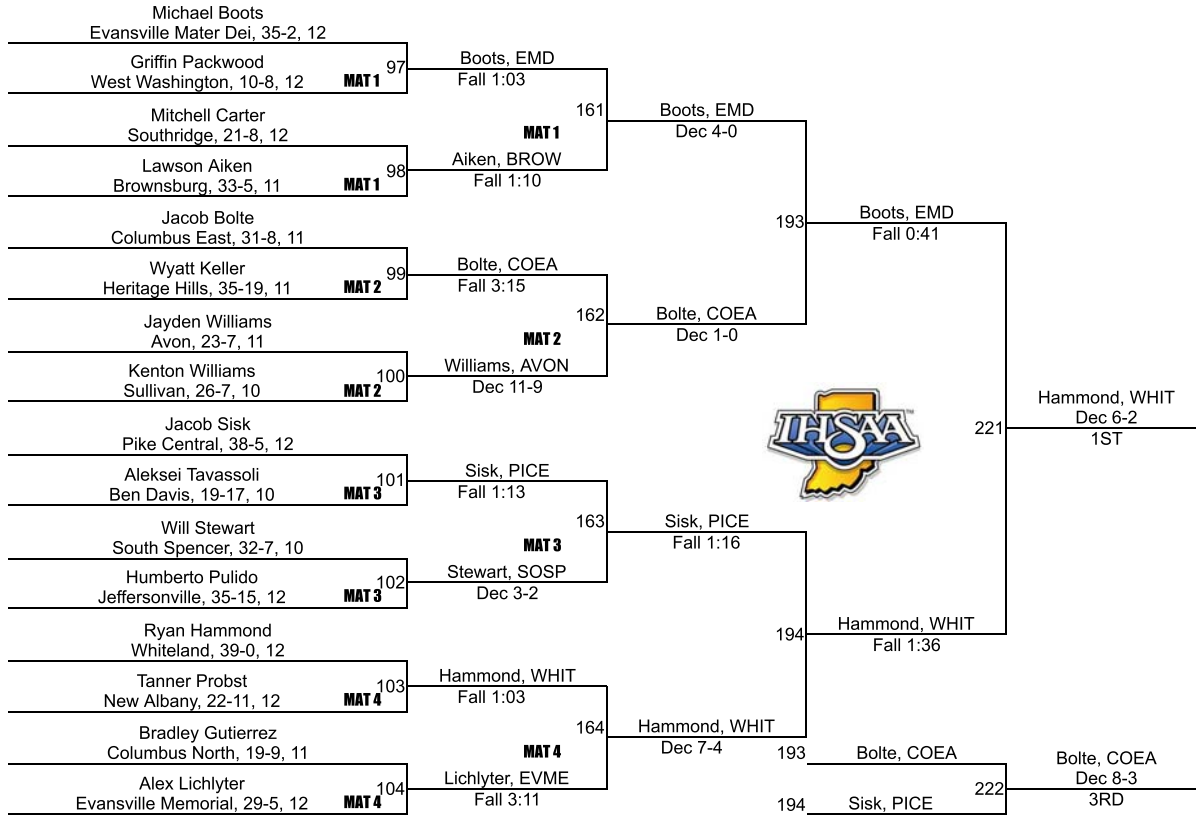 Michael Boots
Evansville Mater Dei, 35-2, 12
Griffin Packwood
West Washington, 10-8, 12
MAT 1
97
Mitchell Carter
Southridge, 21-8, 12
Lawson Aiken
Brownsburg, 33-5, 11
MAT 1
98
Jacob Bolte
Columbus East, 31-8, 11
Wyatt Keller
Heritage Hills, 35-19, 11
MAT 2
99
Jayden Williams
Avon, 23-7, 11
Kenton Williams
Sullivan, 26-7, 10
MAT 2
100
Jacob Sisk
Pike Central, 38-5, 12
Aleksei Tavassoli
Ben Davis, 19-17, 10
MAT 3
101
Will Stewart
South Spencer, 32-7, 10
Humberto Pulido
Jeffersonville, 35-15, 12
MAT 3
102
Ryan Hammond
Whiteland, 39-0, 12
Tanner Probst
New Albany, 22-11, 12
MAT 4
103
Bradley Gutierrez
Columbus North, 19-9, 11
Alex Lichlyter
Evansville Memorial, 29-5, 12
MAT 4
104
Boots, EMD
Fall 1:03
161
MAT 1
Aiken, BROW
Fall 1:10
Bolte, COEA
Fall 3:15
162
MAT 2
Williams, AVON
Dec 11-9
Sisk, PICE
Fall 1:13
163
MAT 3
Stewart, SOSP
Dec 3-2
Hammond, WHIT
Fall 1:03
164
MAT 4
Lichlyter, EVME
Fall 3:11
Boots, EMD
Dec 4-0
193
Bolte, COEA
Dec 1-0
Sisk, PICE
Fall 1:16
194
Hammond, WHIT
Dec 7-4
Boots, EMD
Fall 0:41
IHSAA
TM
221
Hammond, WHIT
Fall 1:36
Hammond, WHIT
Dec 6-2
1ST
193
Bolte, COEA
222
194
Sisk, PICE
Bolte, COEA
Dec 8-3
3RD